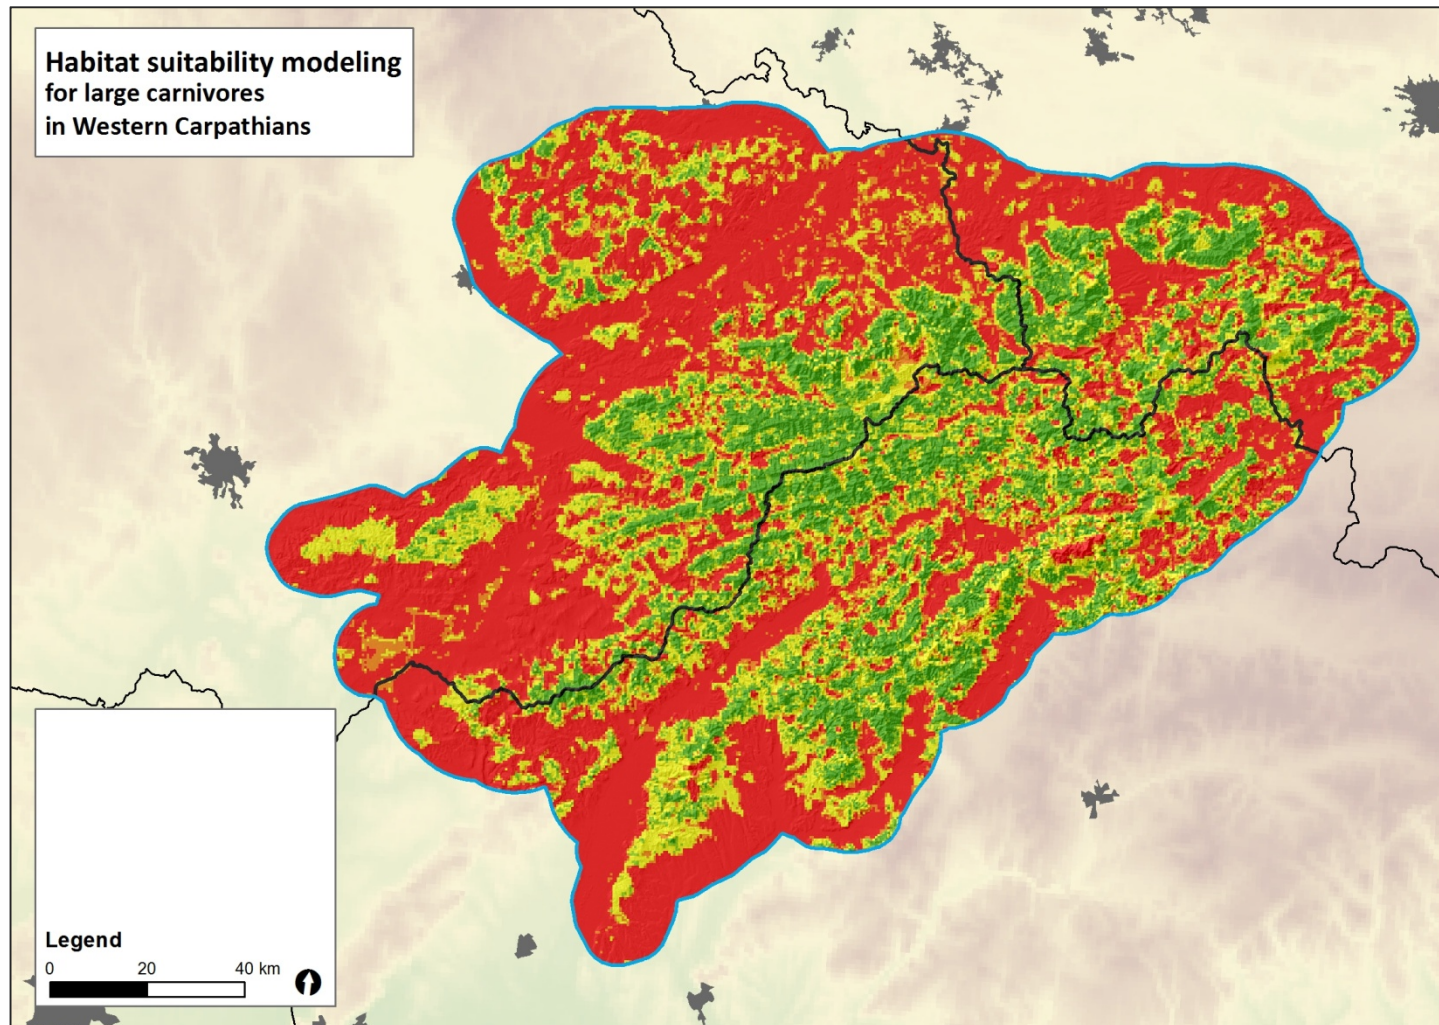 Habitat suitability modeling
for large carnivores
in Western Carpathians
Legend
0 20 40 km